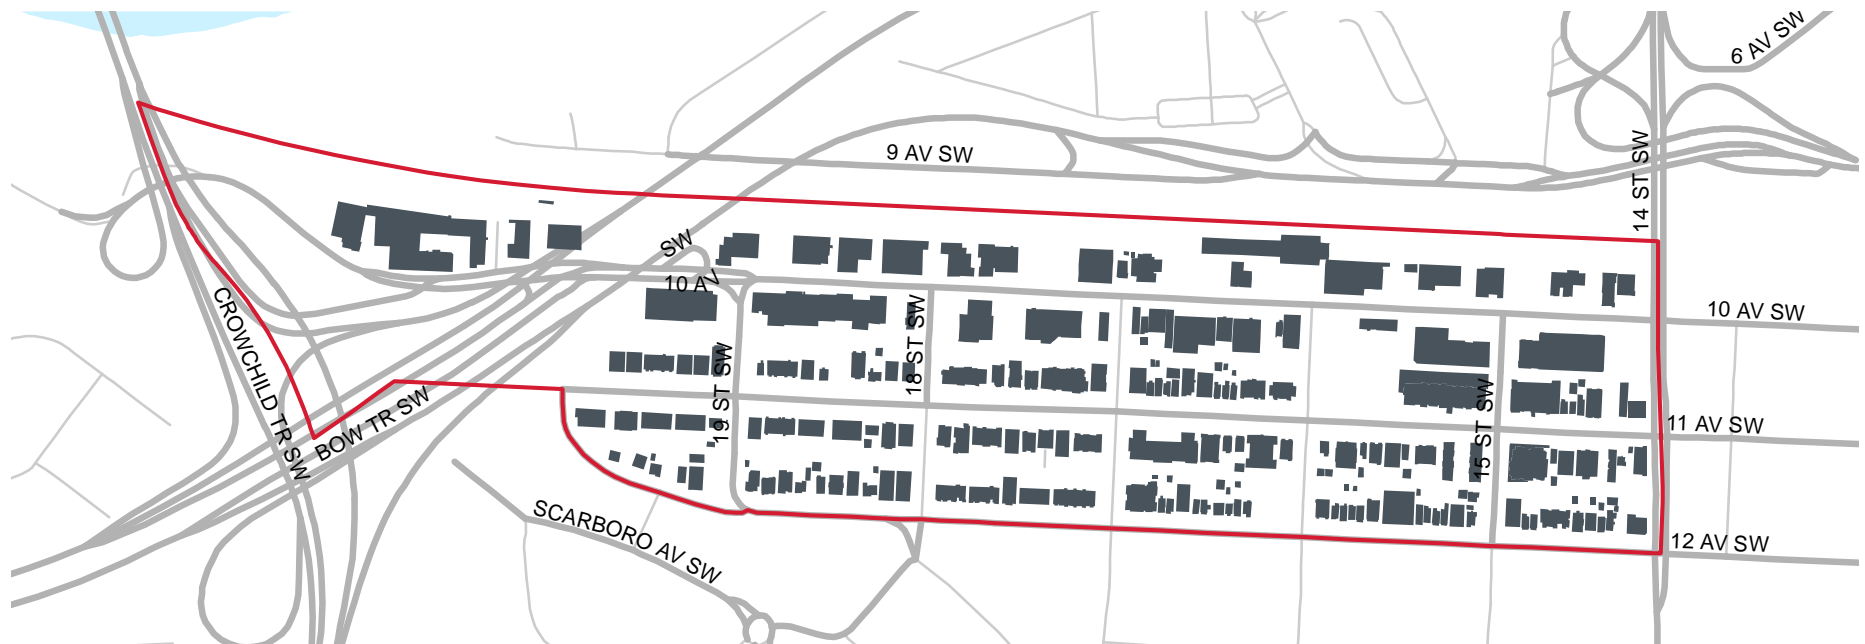 6 AV SW
9 AV SW
14 ST SW
SW
10 AV
10 AV SW
CROWCHILD TR SW
18 ST SW
19 ST SW
15 ST SW
BOW TR SW
11 AV SW
SCARBORO AV SW
12 AV SW